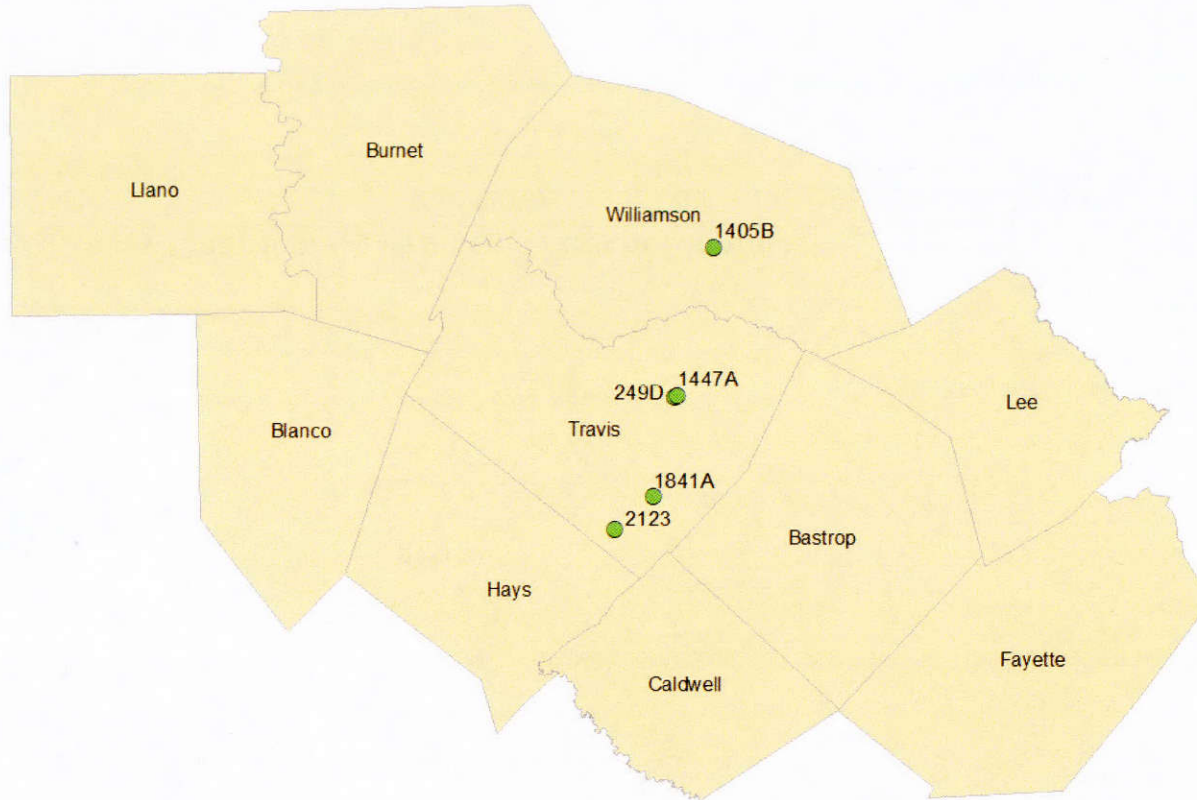 Burnet
Llano
Williamson
1405B
1447A
249D
Lee
Travis
Blanco
1841A
2123
Bastrop
Hays
Fayette
Caldwell